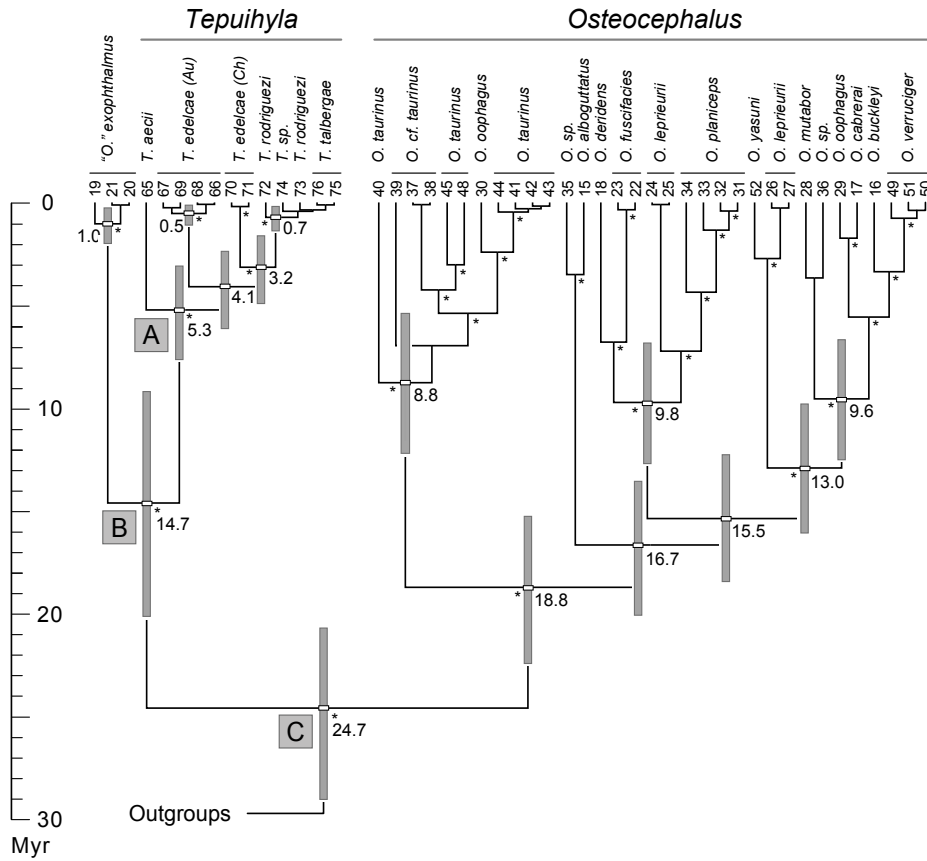 Tepuihyla
Osteocephalus
"O." exophthalmus
T. aecii
T. edelcae (Au)
T. edelcae (Ch)
T. rodriguezi
T. sp.
T. rodriguezi
T. talbergae
O. taurinus
O. cf. taurinus
O. taurinus
O. oophagus
O. taurinus
O. sp.
O. alboguttatus
O. deridens
O. fuscifacies
O. leprieurii
O. planiceps
O. yasuni
O. leprieurii
O. mutabor
O. sp.
O. oophagus
O. cabrerai
O. buckleyi
O. verruciger
19 21 20 65 67 69 68 66 70 71 72 74 73 76 75 40 39 37 38 45 48 30 44 41 42 43 35 15 18 23 22 24 25 34 33 32 31 52 26 27 28 36 29 17 16 49 51 50
0
1.0 *
0.5 *
*
* 0.7
* 3.2
4.1
A * 5.3
* * * * *
* 8.8
* * * * *
* 9.8
* * * * * *
* 9.6
10
* 13.0
B * 14.7
15.5
* 16.7
* 18.8
20
C * 24.7
Outgroups
30
Myr